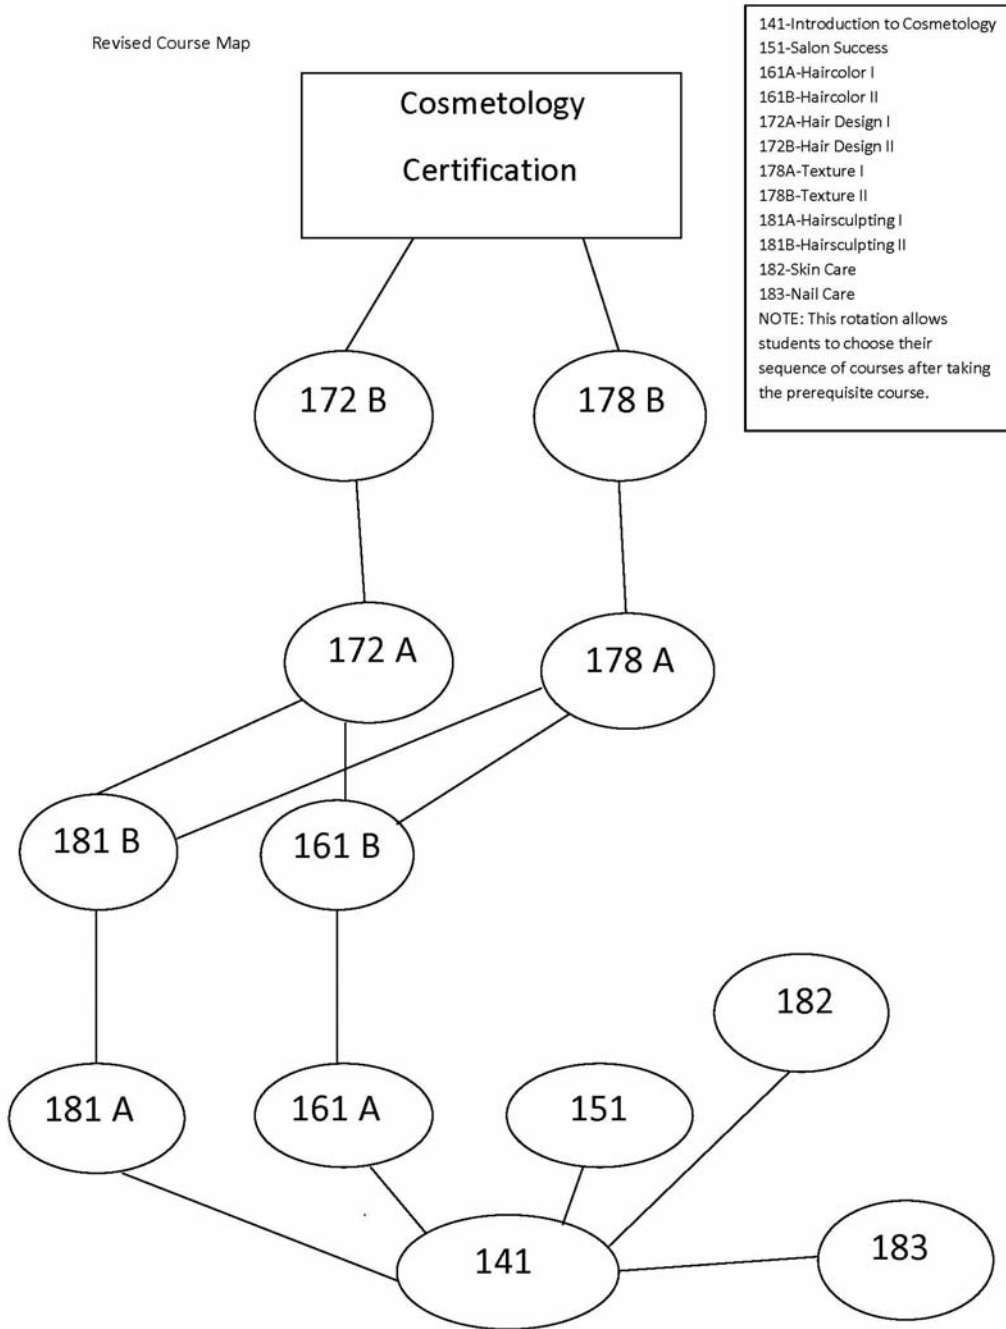 Revised Course Map
141-Introduction to Cosmetology
151-Salon Success
161A-Haircolor I
161B-Haircolor II
172A-Hair Design I
172B-Hair Design II
178A-Texture I
178B-Texture II
181A-Hairsculpting I
181B-Hairsculpting II
182-Skin Care
183-Nail Care
NOTE: This rotation allows
students to choose their
sequence of courses after taking
the prerequisite course.
Cosmetology
Certification
172 B
178 B
172 A
178 A
181 B
161 B
182
181 A
161 A
151
141
183